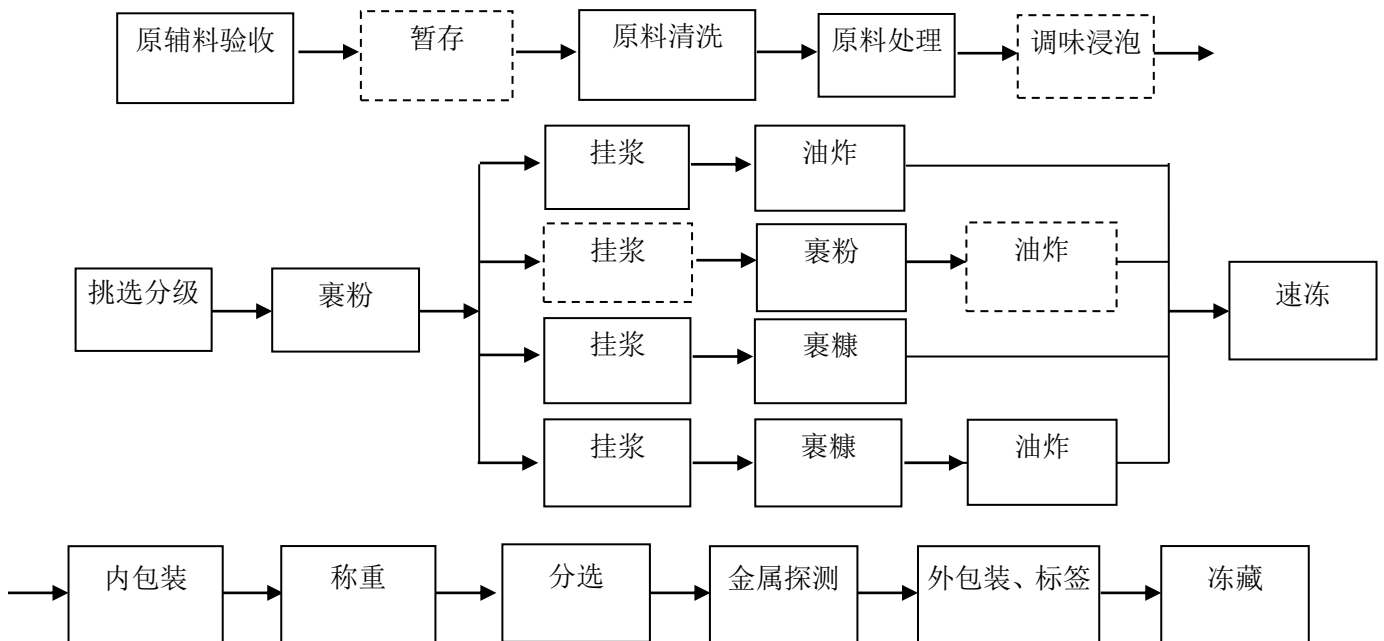 原辅料验收
暂存
原料清洗
原料处理
调味浸泡
挂浆
油炸
挂浆
裹粉
油炸
挑选分级
裹粉
速冻
挂浆
裹糠
挂浆
裹糠
油炸
内包装
称重
分选
金属探测
外包装、标签
冻藏